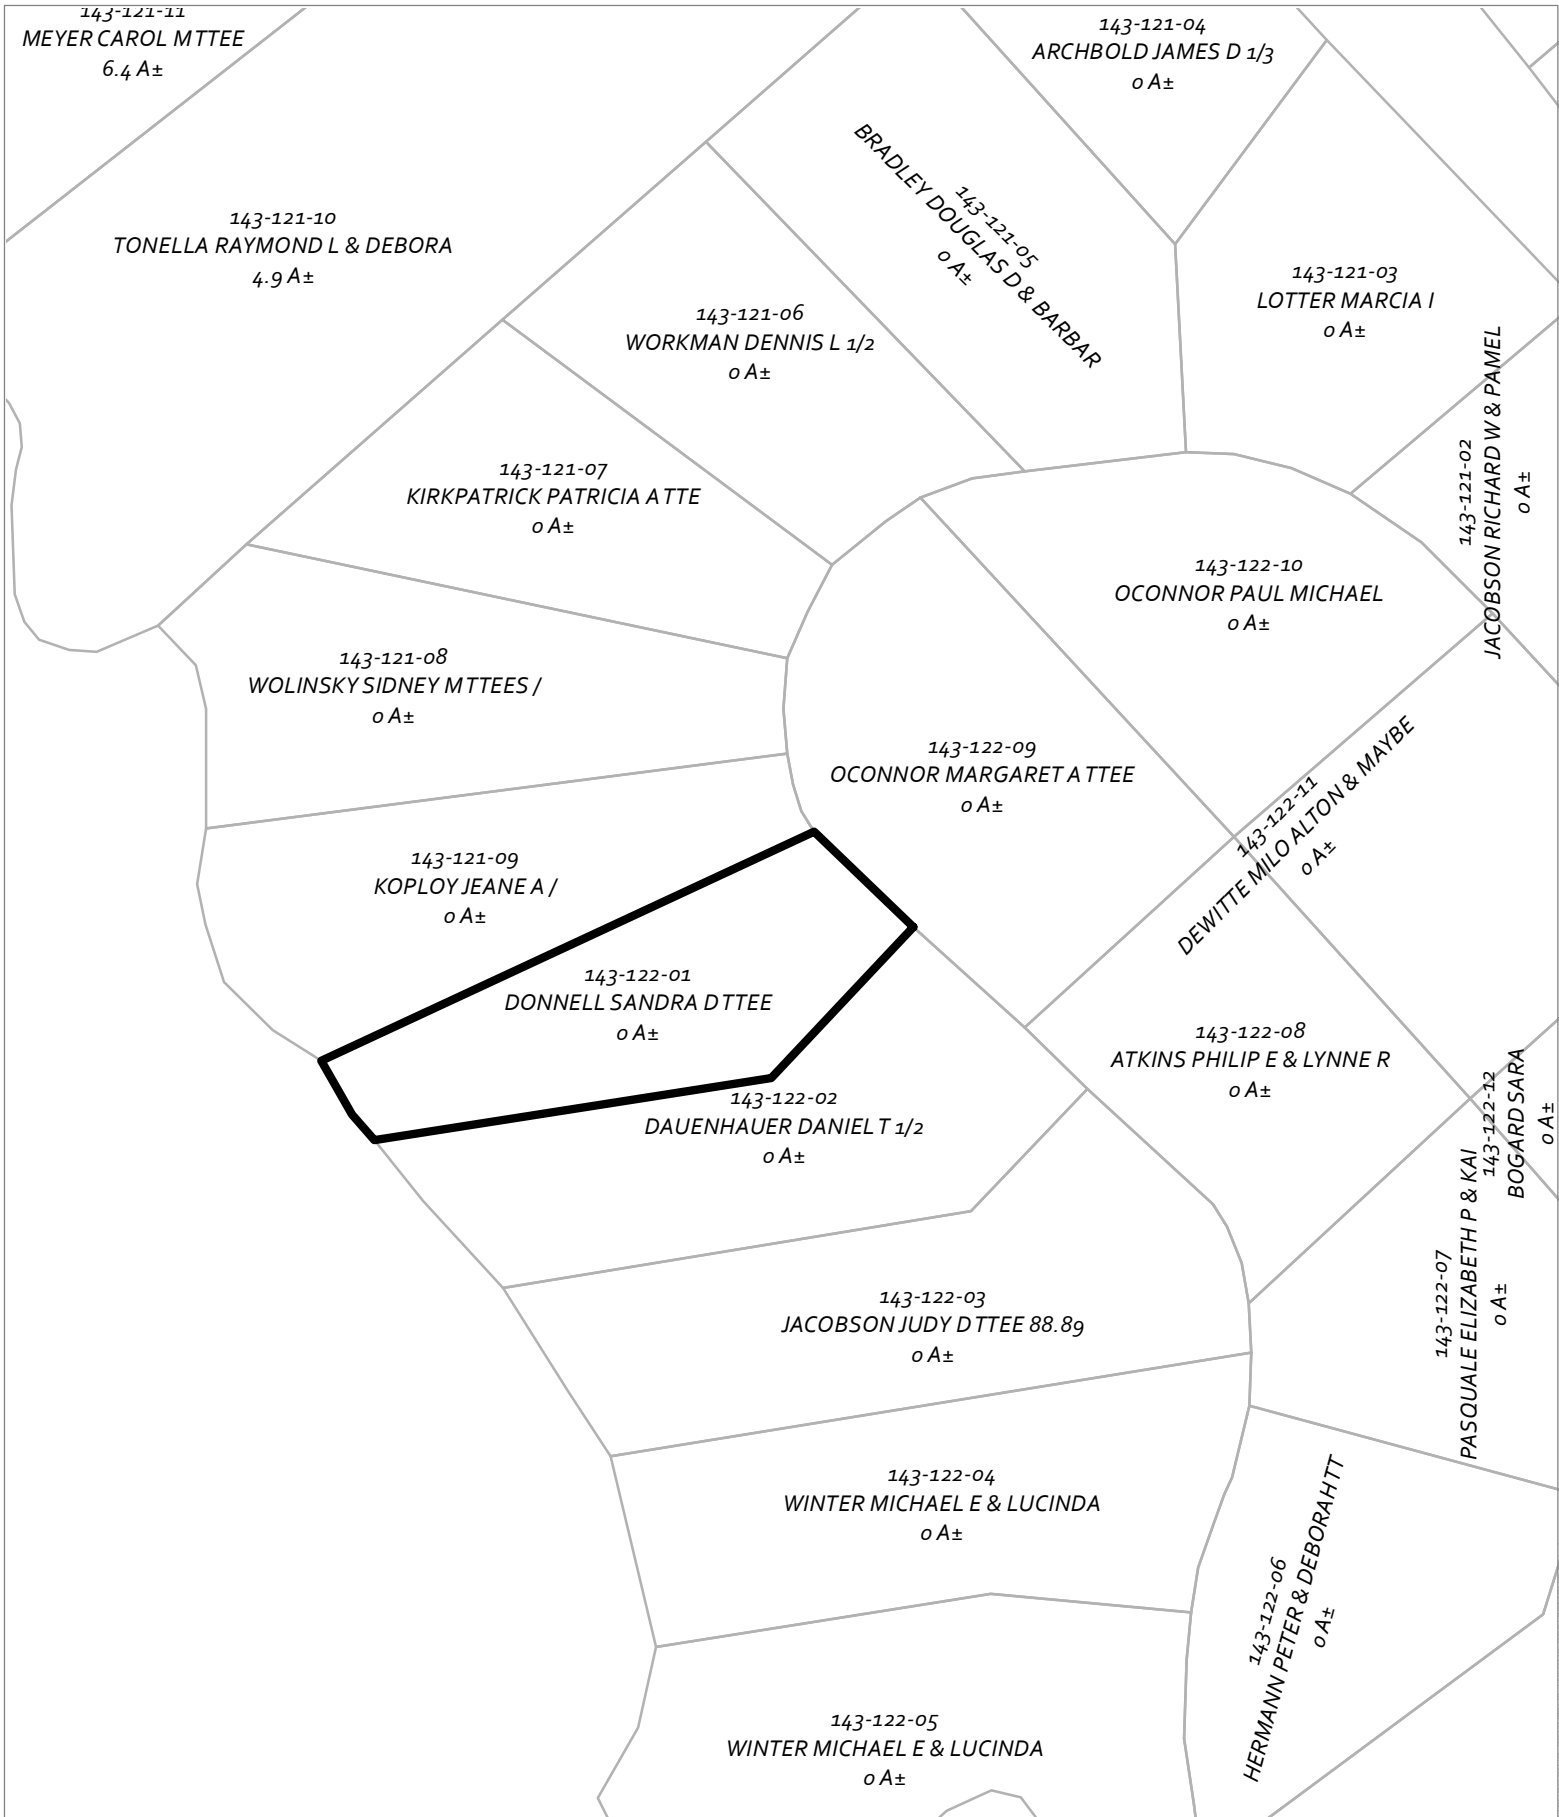 143-121-11
MEYER CAROL M TTEE
6.4 A±
143-121-04
ARCHBOLD JAMES D 1/3
0 A±
143-121-10
TONELLA RAYMOND L & DEBORA
4.9 A±
143-121-05
BRADLEY DOUGLAS D & BARBAR
0 A±
143-121-03
LOTTER MARCIA I
0 A±
143-121-06
WORKMAN DENNIS L 1/2
0 A±
143-121-02
JACOBSON RICHARD W & PAMEL
0 A±
143-121-07
KIRKPATRICK PATRICIA A TTE
0 A±
143-122-10
OCONNOR PAUL MICHAEL
0 A±
143-121-08
WOLINSKY SIDNEY M TTEES /
0 A±
143-122-09
OCONNOR MARGARET A TTEE
0 A±
143-122-11
DEWITTE MILO ALTON & MAYBE
0 A±
143-121-09
KOPLOY JEANE A /
0 A±
143-122-01
DONNELL SANDRA D TTEE
0 A±
143-122-08
ATKINS PHILIP E & LYNNE R
0 A±
143-122-02
DAUENHAUER DANIEL T 1/2
0 A±
143-122-12
BOGARD SARA
0 A±
143-122-07
PASQUALE ELIZABETH P & KAI
0 A±
143-122-03
JACOBSON JUDY D TTEE 88.89
0 A±
143-122-04
WINTER MICHAEL E & LUCINDA
0 A±
143-122-06
HERMANN PETER & DEBORAH TT
0 A±
143-122-05
WINTER MICHAEL E & LUCINDA
0 A±